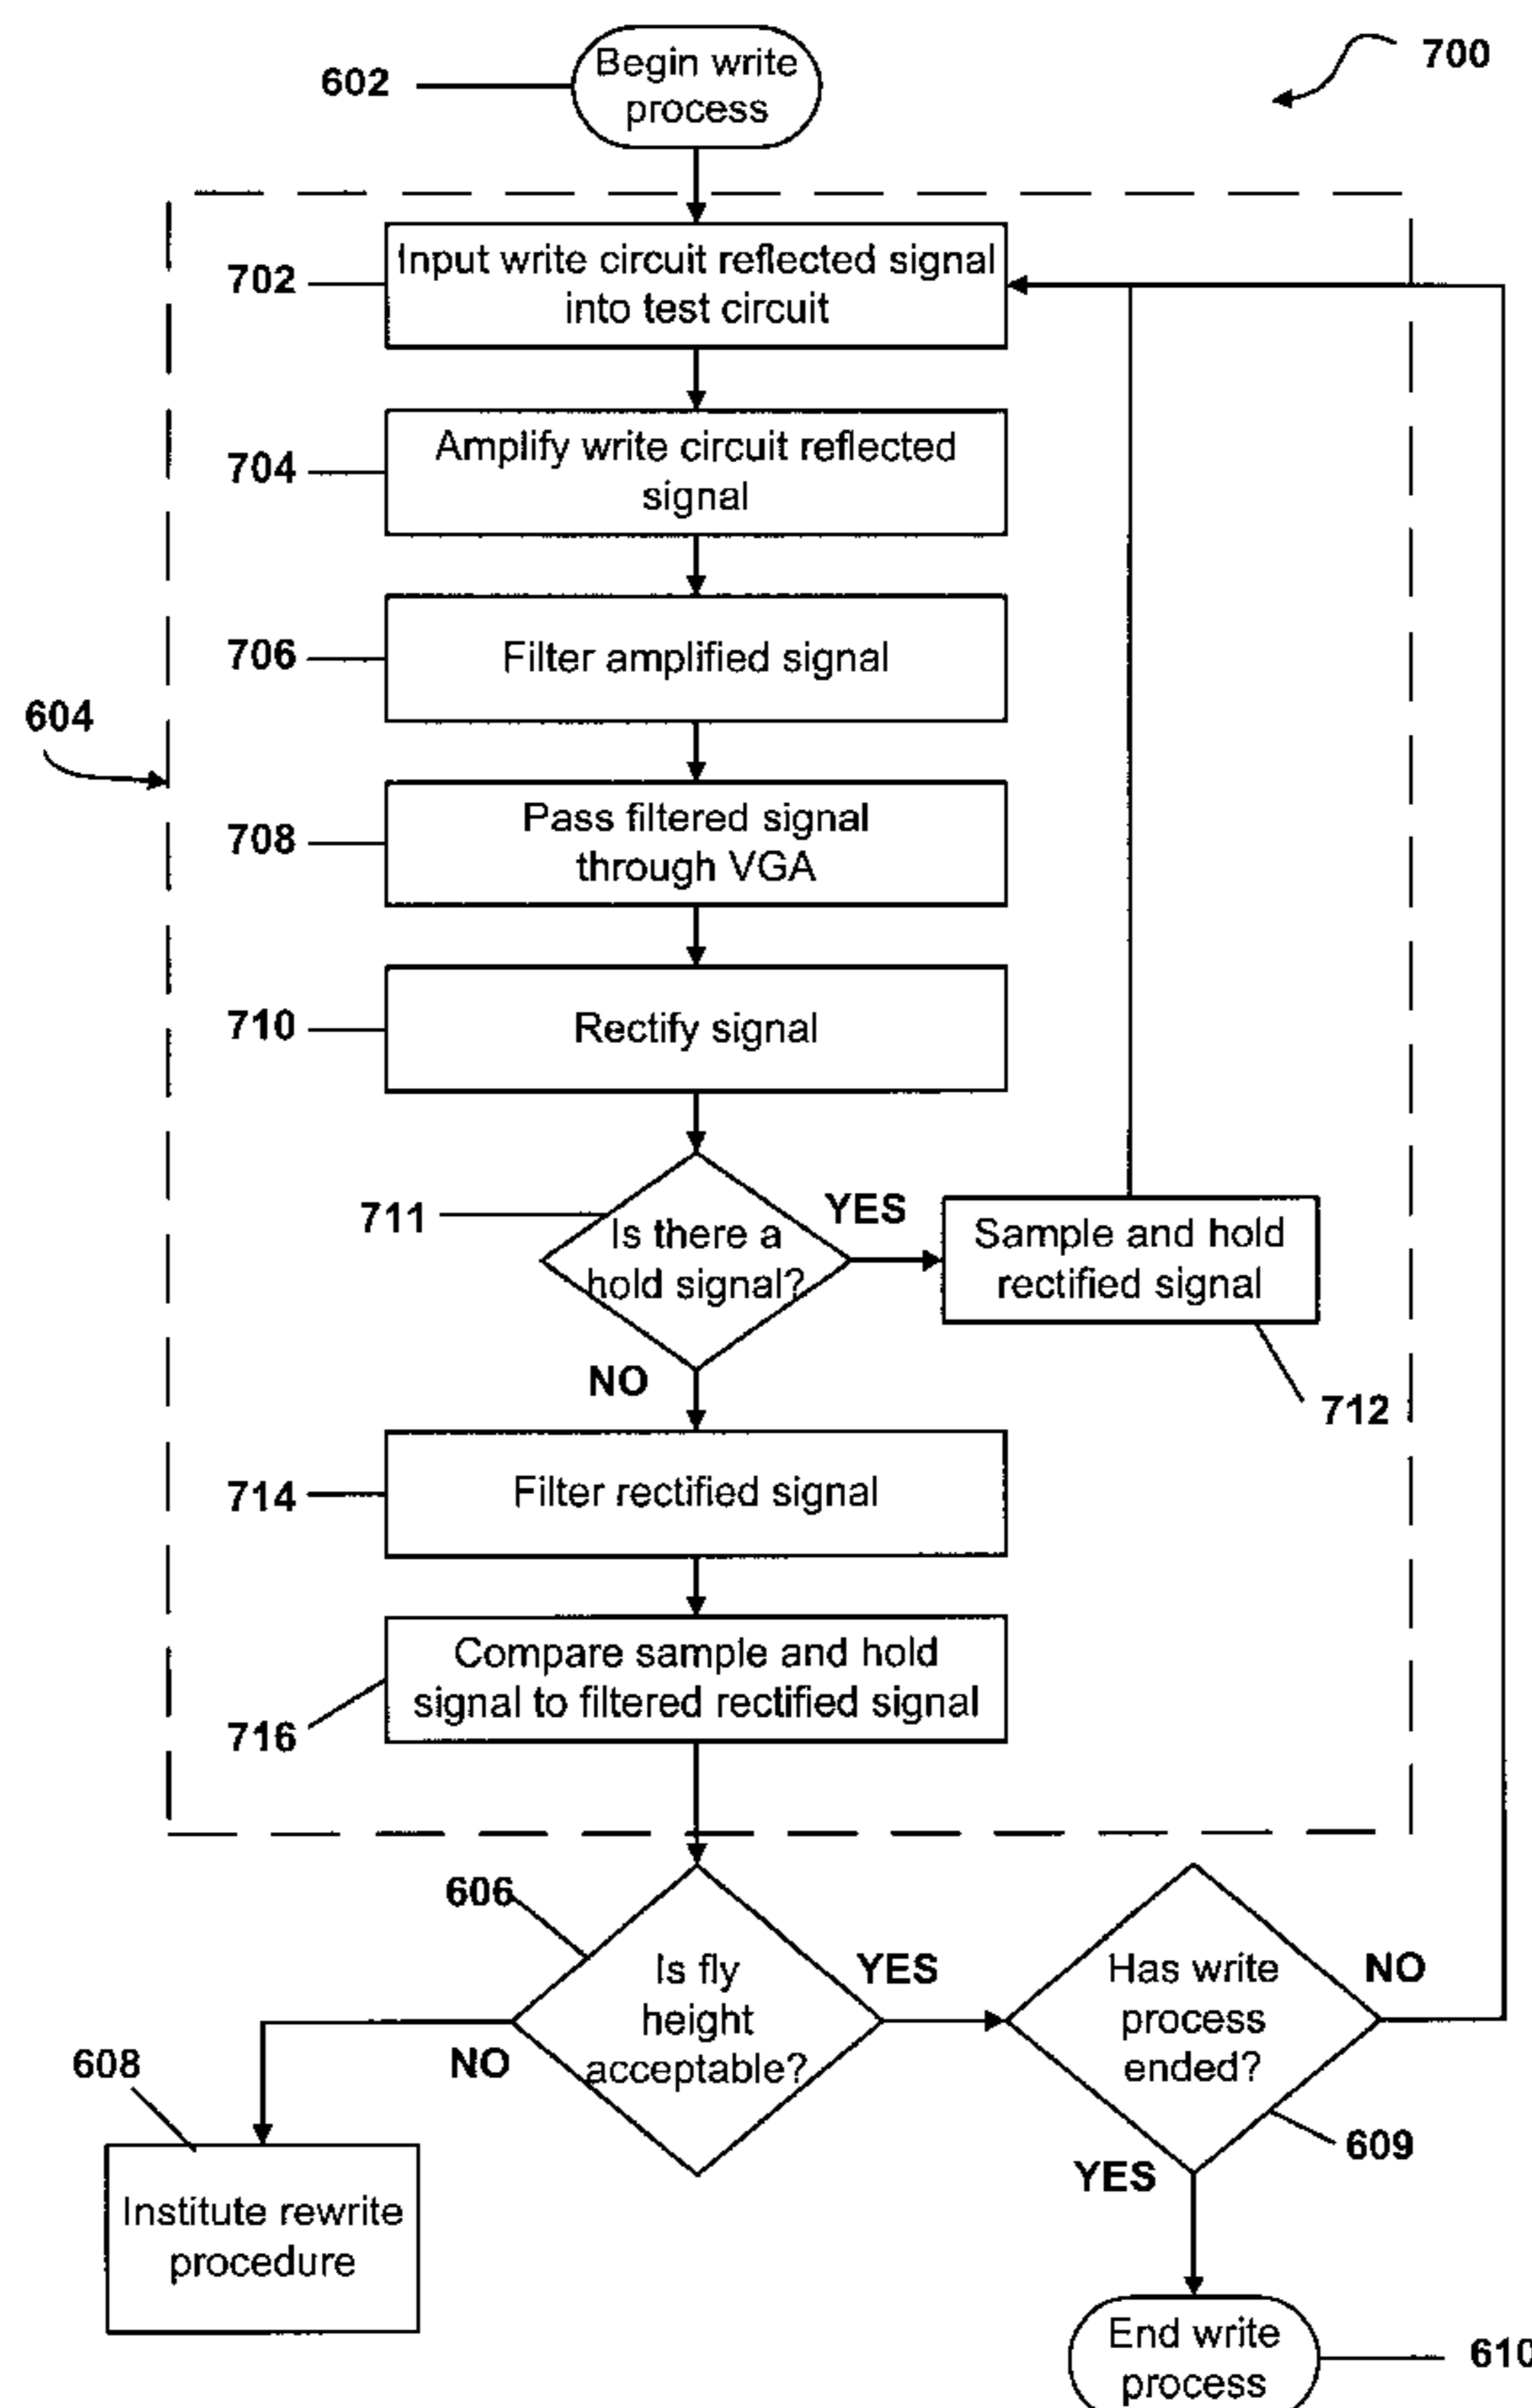 700
602
Begin write
process
702
Input write circuit reflected signal
into test circuit
704
Amplify write circuit reflected
signal
706
Filter amplified signal
604
708
Pass filtered signal
through VGA
710
Rectify signal
711
Is there a
hold signal?
YES
Sample and hold
rectified signal
712
NO
714
Filter rectified signal
716
Compare sample and hold
signal to filtered rectified signal
606
Is fly
height
acceptable?
YES
Has write
process
ended?
NO
NO
608
Institute rewrite
procedure
609
YES
End write
process
610